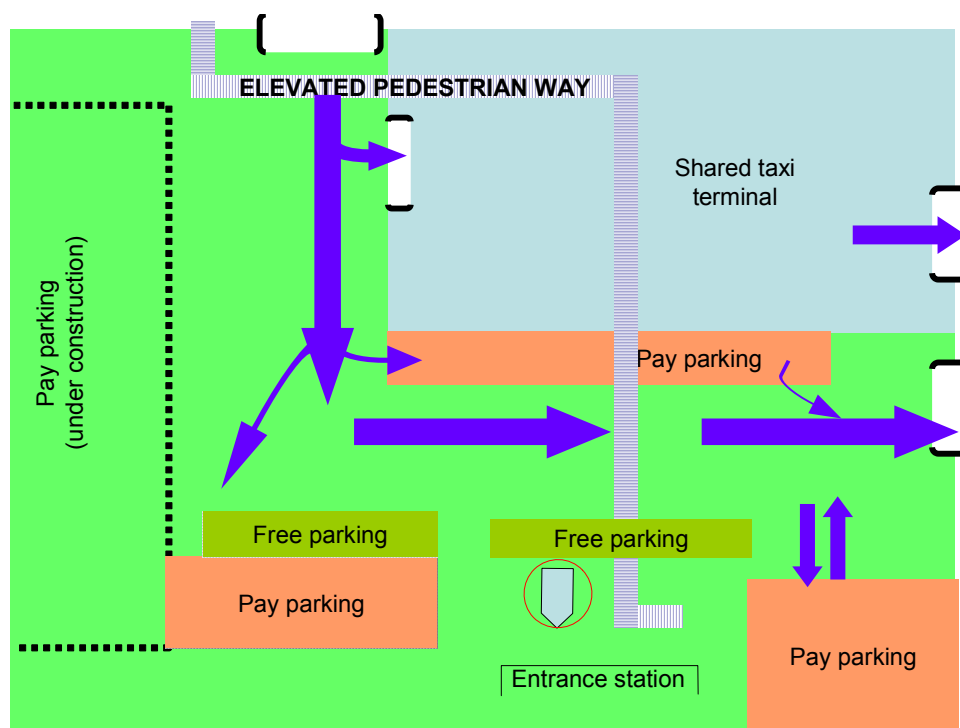 ELEVATED PEDESTRIAN WAY
Shared taxi
terminal
Pay parking
(under construction)
Pay parking
Free parking
Free parking
Pay parking
Pay parking
Entrance station